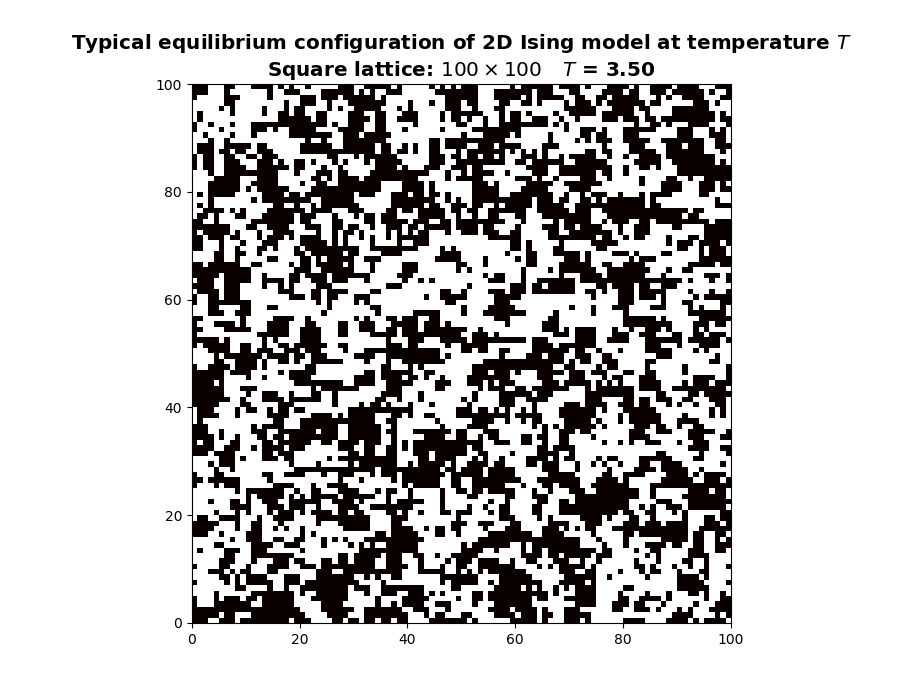 Typical equilibrium configuration of 2D Ising model at temperature T
Square lattice: 100 × 100 T = 3.50
100
80
60
40
20
0
0 20 40 60 80 100